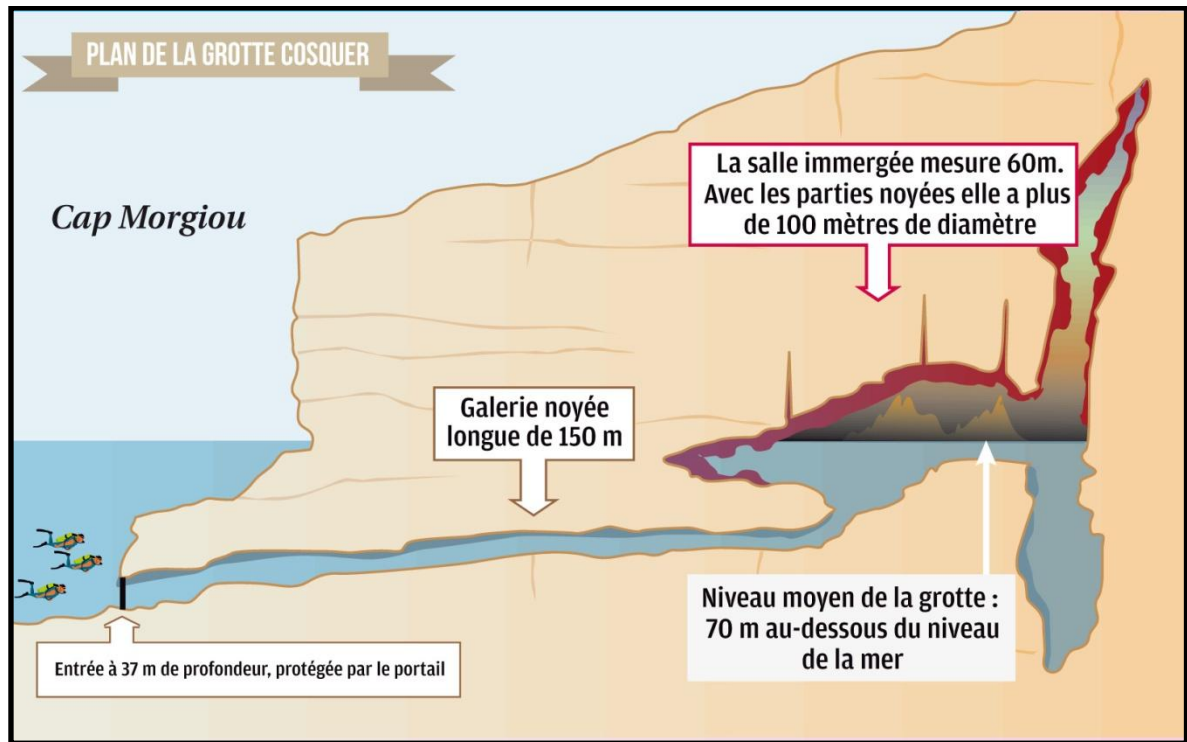 PLAN DE LA GROTTE COSQUER
Cap Morgiou
La salle immergée mesure 60m.
Avec les parties noyées elle a plus
de 100 mètres de diamètre
Galerie noyée
longue de 150 m
Niveau moyen de la grotte :
70 m au-dessous du niveau
de la mer
Entrée à 37 m de profondeur, protégée par le portail